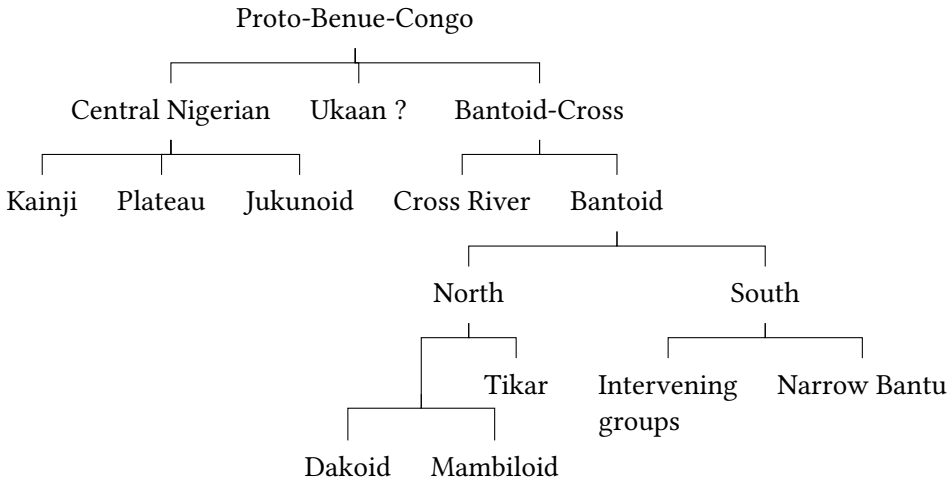 Proto-Benue-Congo
Central Nigerian Ukaan ? Bantoid-Cross
Kainji Plateau Jukunoid Cross River Bantoid
North South
Tikar Intervening groups Narrow Bantu
Dakoid Mambiloid